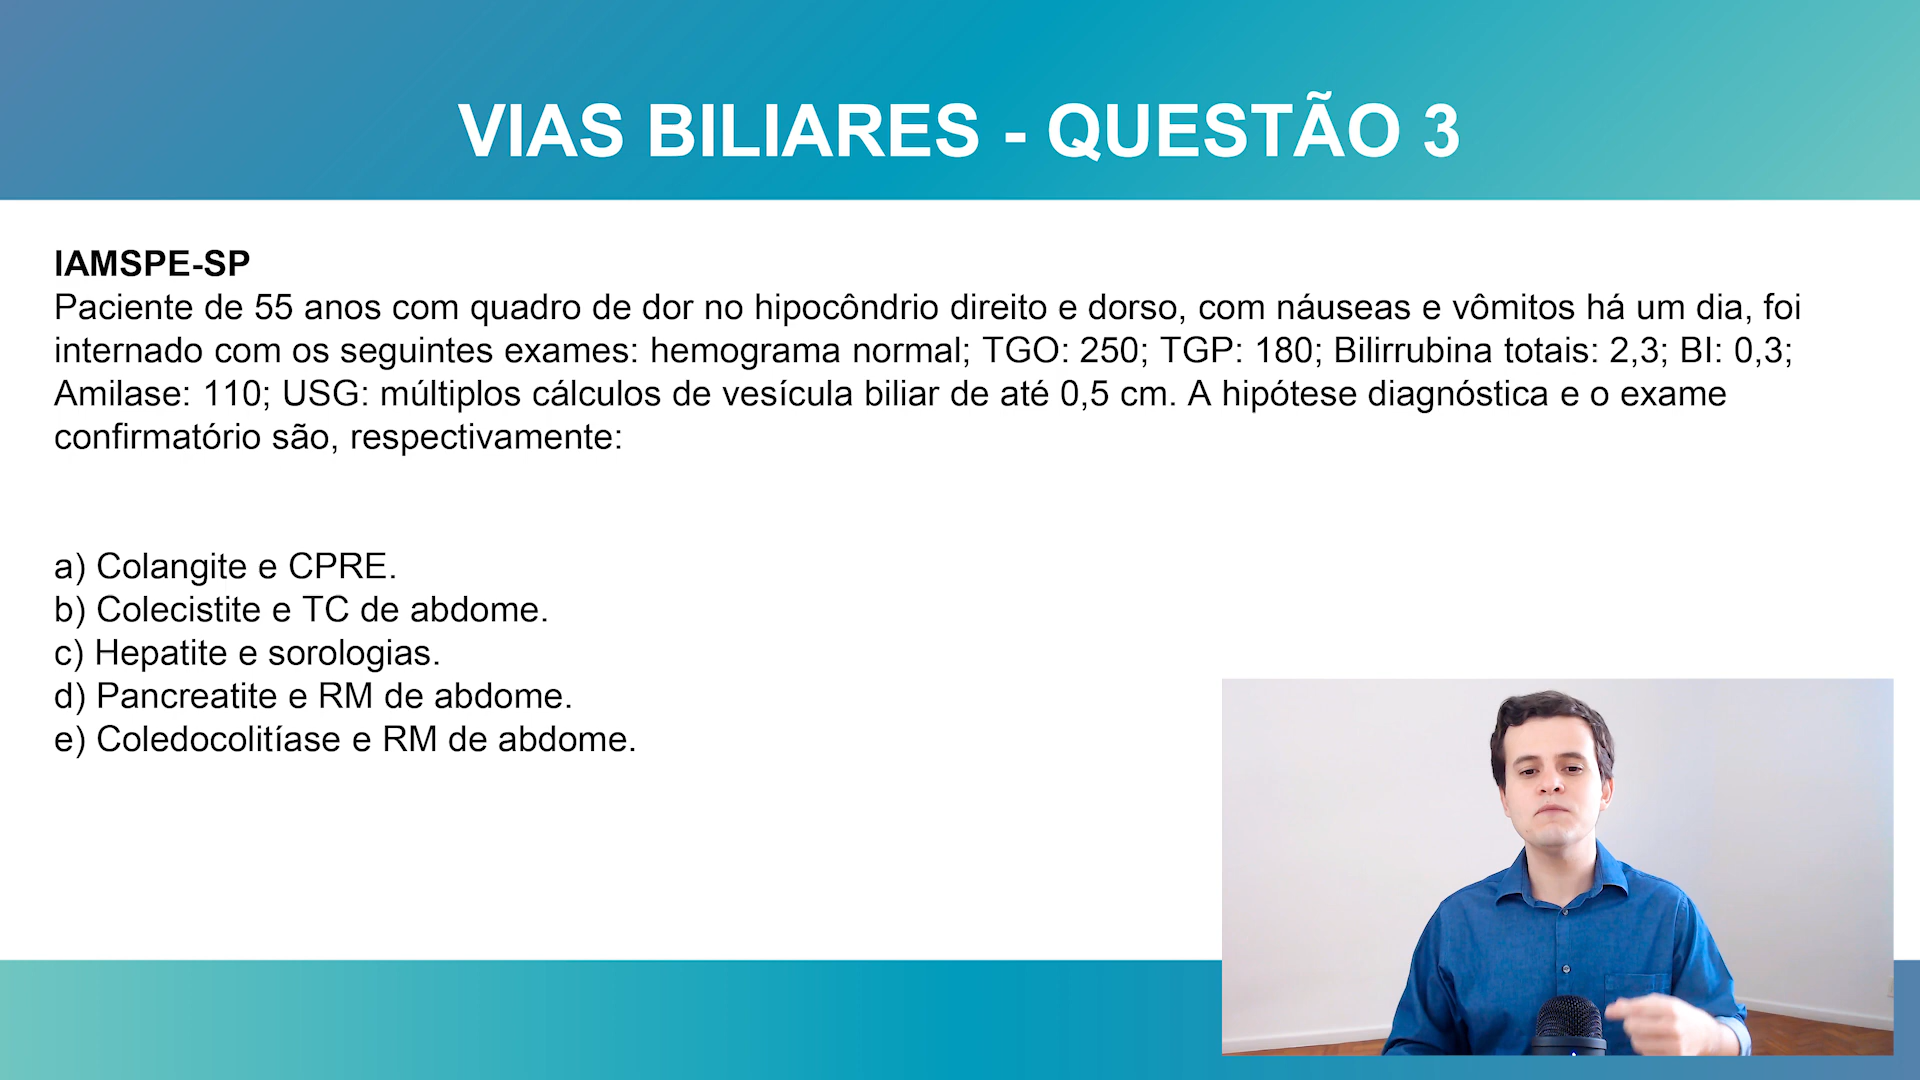 VIAS BILIARES - QUESTÃO 3
IAMSPE-SP
Paciente de 55 anos com quadro de dor no hipocôndrio direito e dorso, com náuseas e vômitos há um dia, foi
internado com os seguintes exames: hemograma normal; TGO: 250; TGP: 180; Bilirrubina totais: 2,3; BI: 0,3;
Amilase: 110; USG: múltiplos cálculos de vesícula biliar de até 0,5 cm. A hipótese diagnóstica e o exame
confirmatório são, respectivamente:
a) Colangite e CPRE.
b) Colecistite e TC de abdome.
c) Hepatite e sorologias.
d) Pancreatite e RM de abdome.
e) Coledocolitíase e RM de abdome.